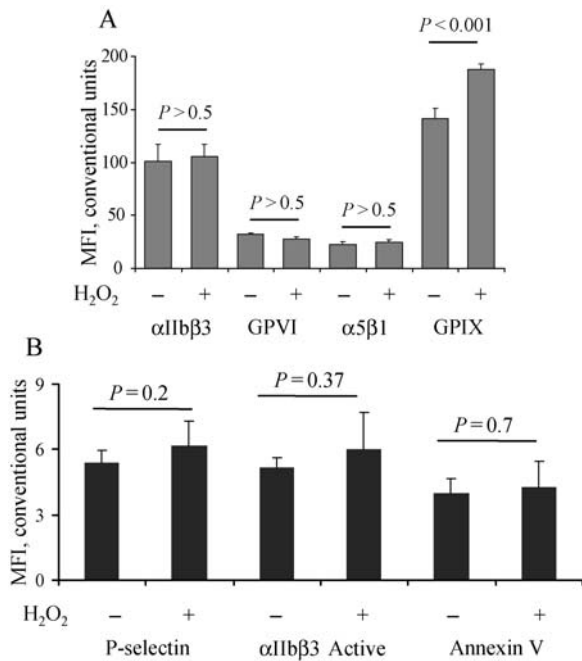 A
P < 0.001
MFI, conventional units
200
150
100
50
0
P > 0.5
P > 0.5
P > 0.5
H₂O₂ – + – + – + – +
αIIbβ3 GPVI α5β1 GPIX
B
MFI, conventional units
9
6
3
0
P = 0.2
P = 0.37
P = 0.7
H₂O₂ – + – + – +
P-selectin αIIbβ3 Active Annexin V